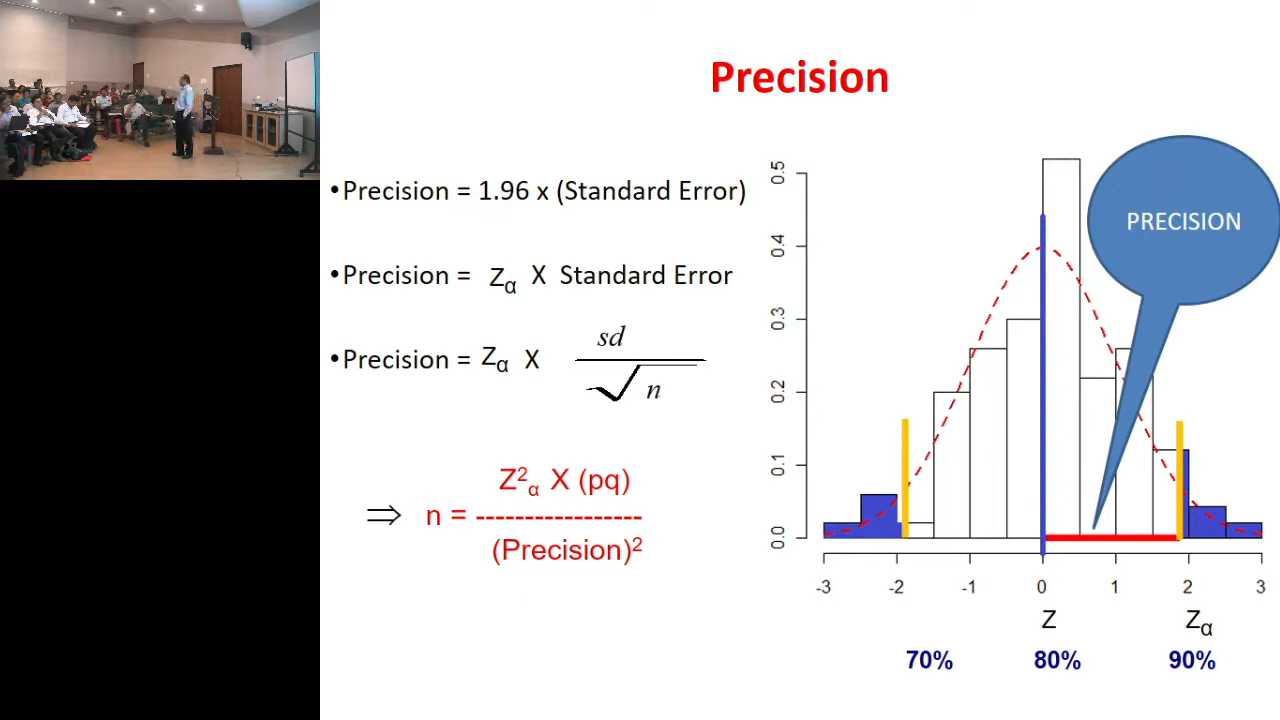 Precision
•Precision = 1.96 x (Standard Error)
•Precision = Zα X Standard Error
•Precision = Zα X sd
√n
Z²α X (pq)
⇒ n = -----------------
(Precision)²
PRECISION
0.5
0.4
0.3
0.2
0.1
0.0
-3 -2 -1 0 1 2 3
Z Zα
70% 80% 90%